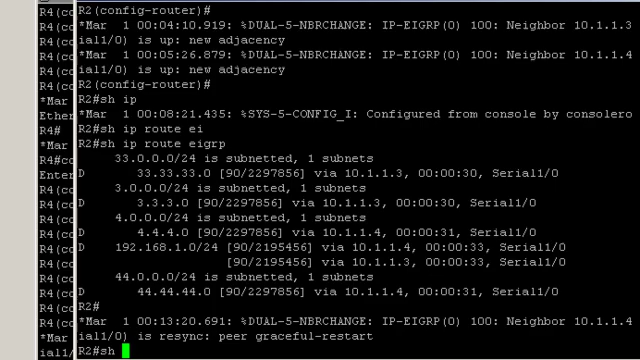 R4(co R2(config-router)#
R4(co *Mar  1 00:04:10.919: %DUAL-5-NBRCHANGE: IP-EIGRP(0) 100: Neighbor 10.1.1.3
R4(co ial1/0) is up: new adjacency
R4(co *Mar  1 00:05:26.879: %DUAL-5-NBRCHANGE: IP-EIGRP(0) 100: Neighbor 10.1.1.4
R4(co ial1/0) is up: new adjacency
R4(co R2(config-router)#
*Mar R2#sh ip
Ether *Mar  1 00:08:21.435: %SYS-5-CONFIG_I: Configured from console by consolero
R4# R2#sh ip route ei
*Mar R2#sh ip route eigrp
R4#co 33.0.0.0/24 is subnetted, 1 subnets
Enter D 33.33.33.0 [90/2297856] via 10.1.1.3, 00:00:30, Serial1/0
R4(co 3.0.0.0/24 is subnetted, 1 subnets
R4(co D 3.3.3.0 [90/2297856] via 10.1.1.3, 00:00:30, Serial1/0
R4(co 4.0.0.0/24 is subnetted, 1 subnets
R4(co D 4.4.4.0 [90/2297856] via 10.1.1.4, 00:00:31, Serial1/0
R4(co D 192.168.1.0/24 [90/2195456] via 10.1.1.4, 00:00:33, Serial1/0
R4(co [90/2195456] via 10.1.1.3, 00:00:33, Serial1/0
R4(co 44.0.0.0/24 is subnetted, 1 subnets
R4(co D 44.44.44.0 [90/2297856] via 10.1.1.4, 00:00:31, Serial1/0
R4(co R2#
R4(co *Mar  1 00:13:20.691: %DUAL-5-NBRCHANGE: IP-EIGRP(0) 100: Neighbor 10.1.1.4
*Mar ial1/0) is resync: peer graceful-restart
ial1/ R2#sh